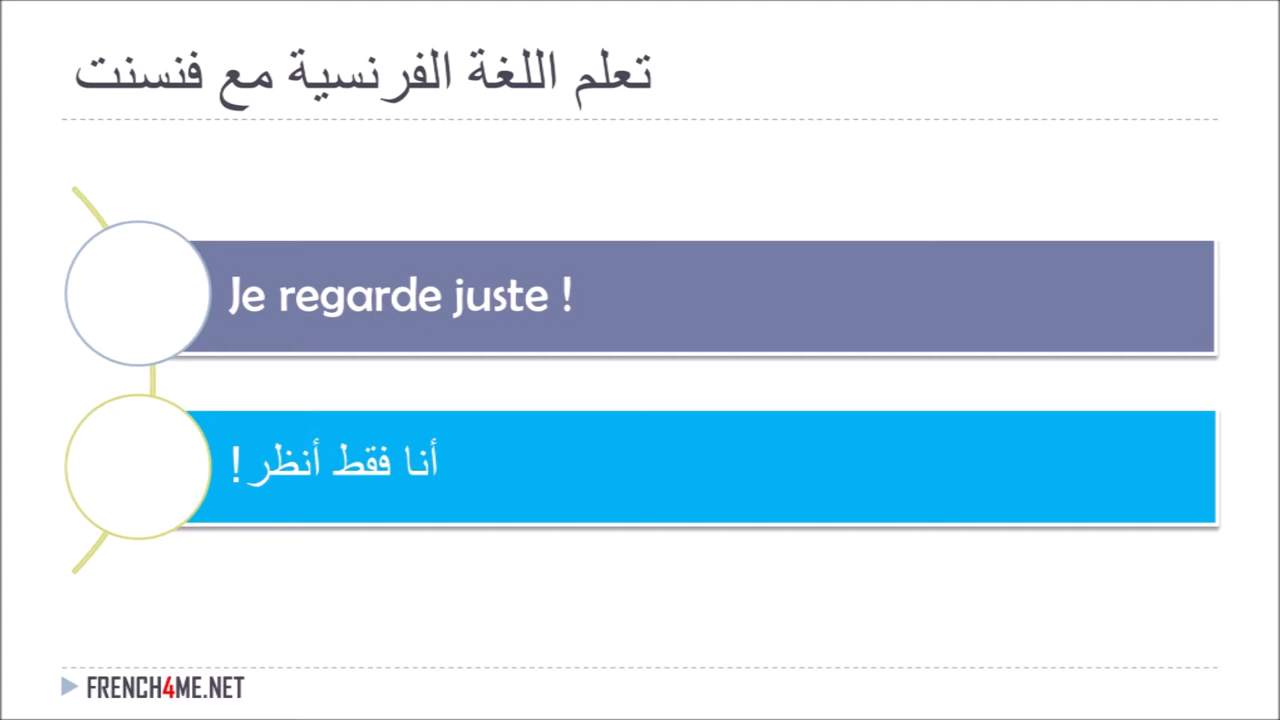 تعلم اللغة الفرنسية مع فنسنت
Je regarde juste !
أنا فقط أنظر !
FRENCH4ME.NET